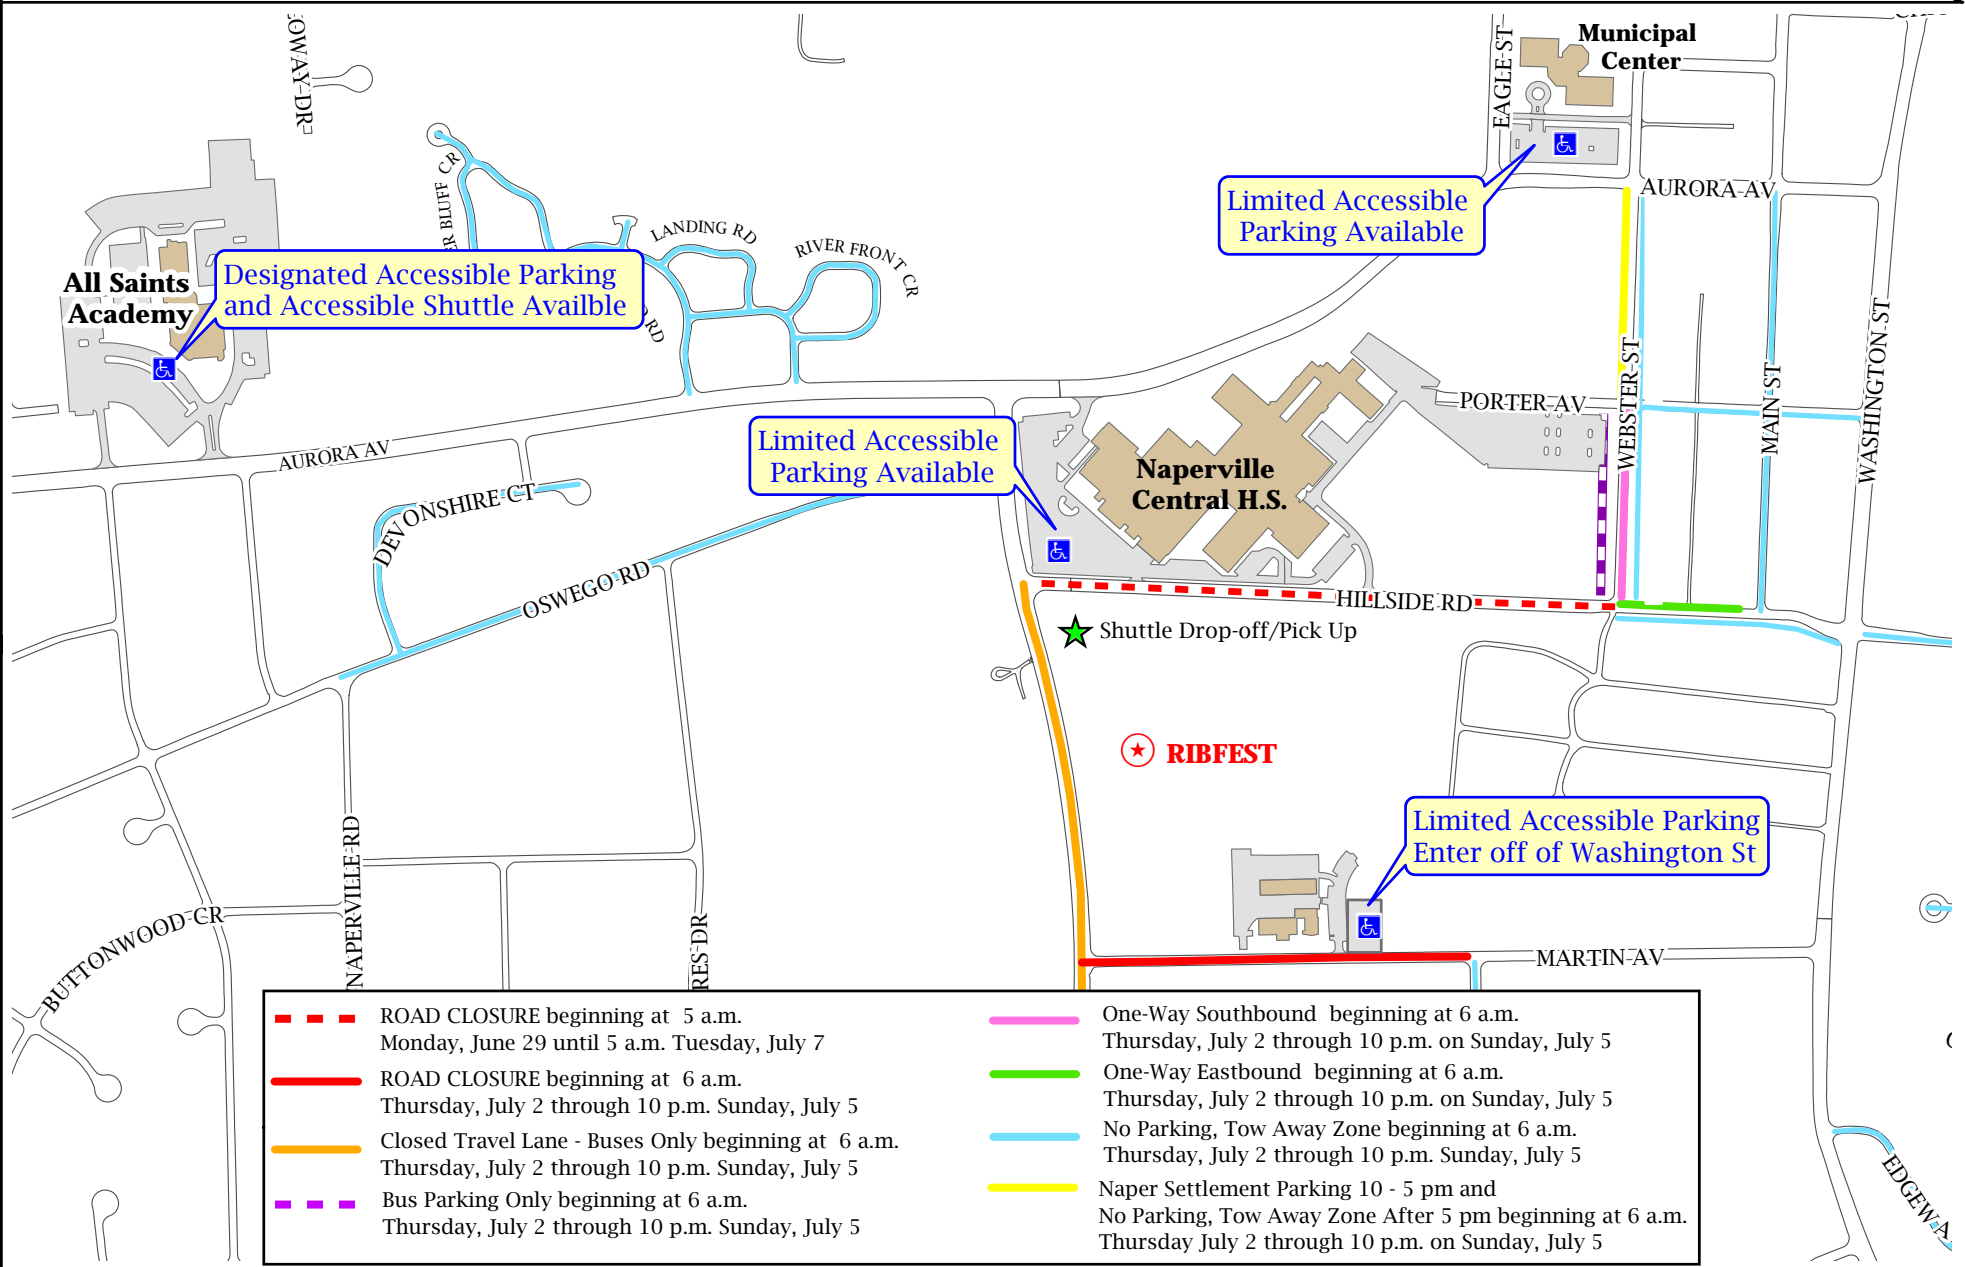 OWAY-DR
EAGLE-ST
Municipal
Center
BLUFF CR
LANDING RD
RIVER FRONT CR
RD
AURORA-AV
Limited Accessible
Parking Available
All Saints
Academy
Designated Accessible Parking
and Accessible Shuttle Availble
WASHINGTON-ST
WEBSTER-ST
MAIN ST
PORTER-AV
AURORA AV
Limited Accessible
Parking Available
Naperville
Central H.S.
DEVONSHIRE-CT
OSWEGO RD
HILLSIDE-RD
Shuttle Drop-off/Pick Up
RIBFEST
Limited Accessible Parking
Enter off of Washington St
NAPERVILLE-RD
BUTTONWOOD-CR
RES-DR
MARTIN-AV
ROAD CLOSURE beginning at 5 a.m.
Monday, June 29 until 5 a.m. Tuesday, July 7
ROAD CLOSURE beginning at 6 a.m.
Thursday, July 2 through 10 p.m. Sunday, July 5
Closed Travel Lane - Buses Only beginning at 6 a.m.
Thursday, July 2 through 10 p.m. Sunday, July 5
Bus Parking Only beginning at 6 a.m.
Thursday, July 2 through 10 p.m. Sunday, July 5
One-Way Southbound beginning at 6 a.m.
Thursday, July 2 through 10 p.m. on Sunday, July 5
One-Way Eastbound beginning at 6 a.m.
Thursday, July 2 through 10 p.m. on Sunday, July 5
No Parking, Tow Away Zone beginning at 6 a.m.
Thursday, July 2 through 10 p.m. Sunday, July 5
Naper Settlement Parking 10 - 5 pm and
No Parking, Tow Away Zone After 5 pm beginning at 6 a.m.
Thursday July 2 through 10 p.m. on Sunday, July 5
EDGEWA